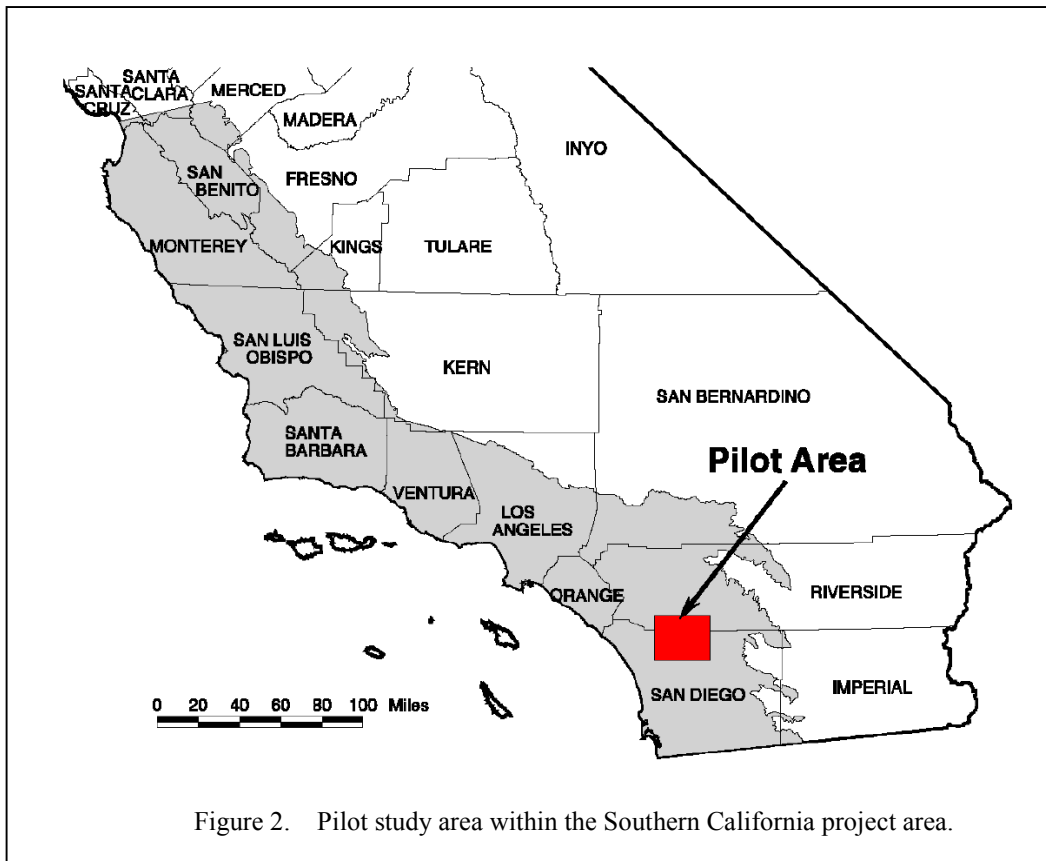 SANTA
CLARA
SANTA
CRUZ
MERCED
MADERA
INYO
SAN
BENITO
FRESNO
MONTEREY
KINGS
TULARE
SAN LUIS
OBISPO
KERN
SAN BERNARDINO
SANTA
BARBARA
Pilot Area
VENTURA
LOS
ANGELES
ORANGE
RIVERSIDE
SAN DIEGO
IMPERIAL
0 20 40 60 80 100 Miles
Figure 2. Pilot study area within the Southern California project area.